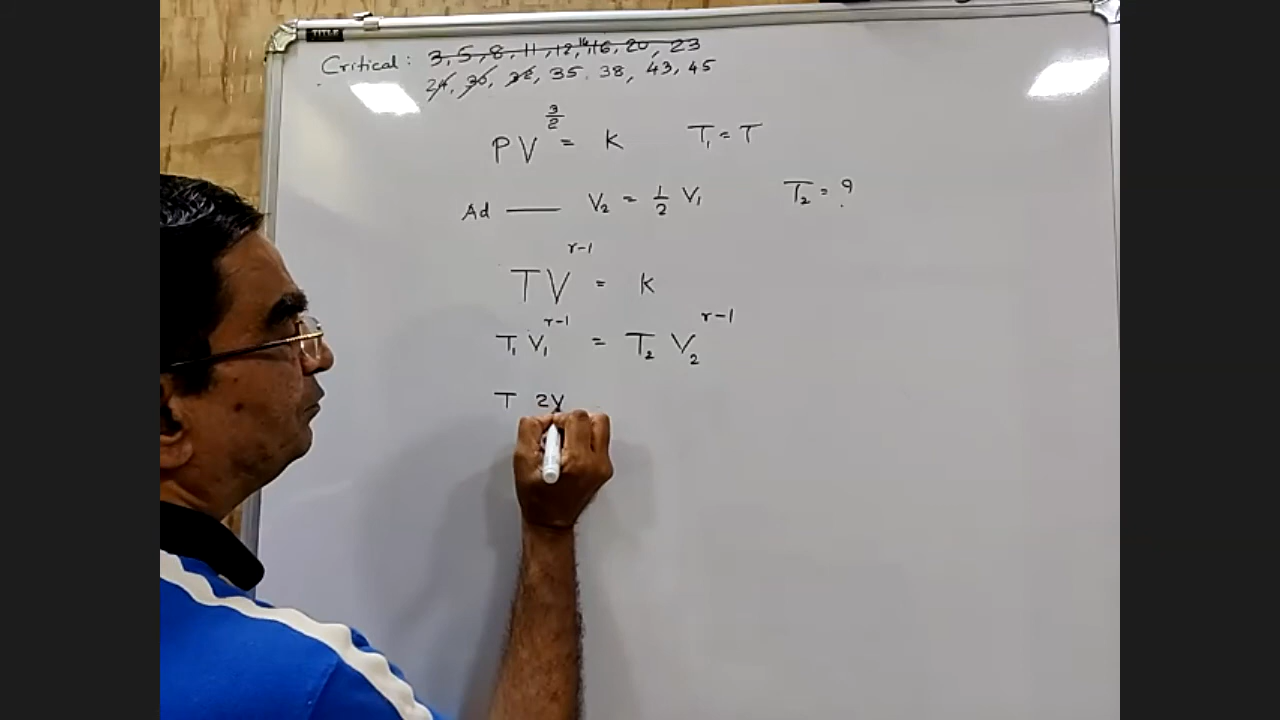 Critical: 3, 5, 8, 11, 12, 14, 16, 20, 23
24, 30, 32, 35, 38, 43, 45
PV^{3/2} = K T₁ = T
Ad — V₂ = 1/2 V₁ T₂ = ?
TV^{r-1} = K
T₁ V₁^{r-1} = T₂ V₂^{r-1}
T 2V